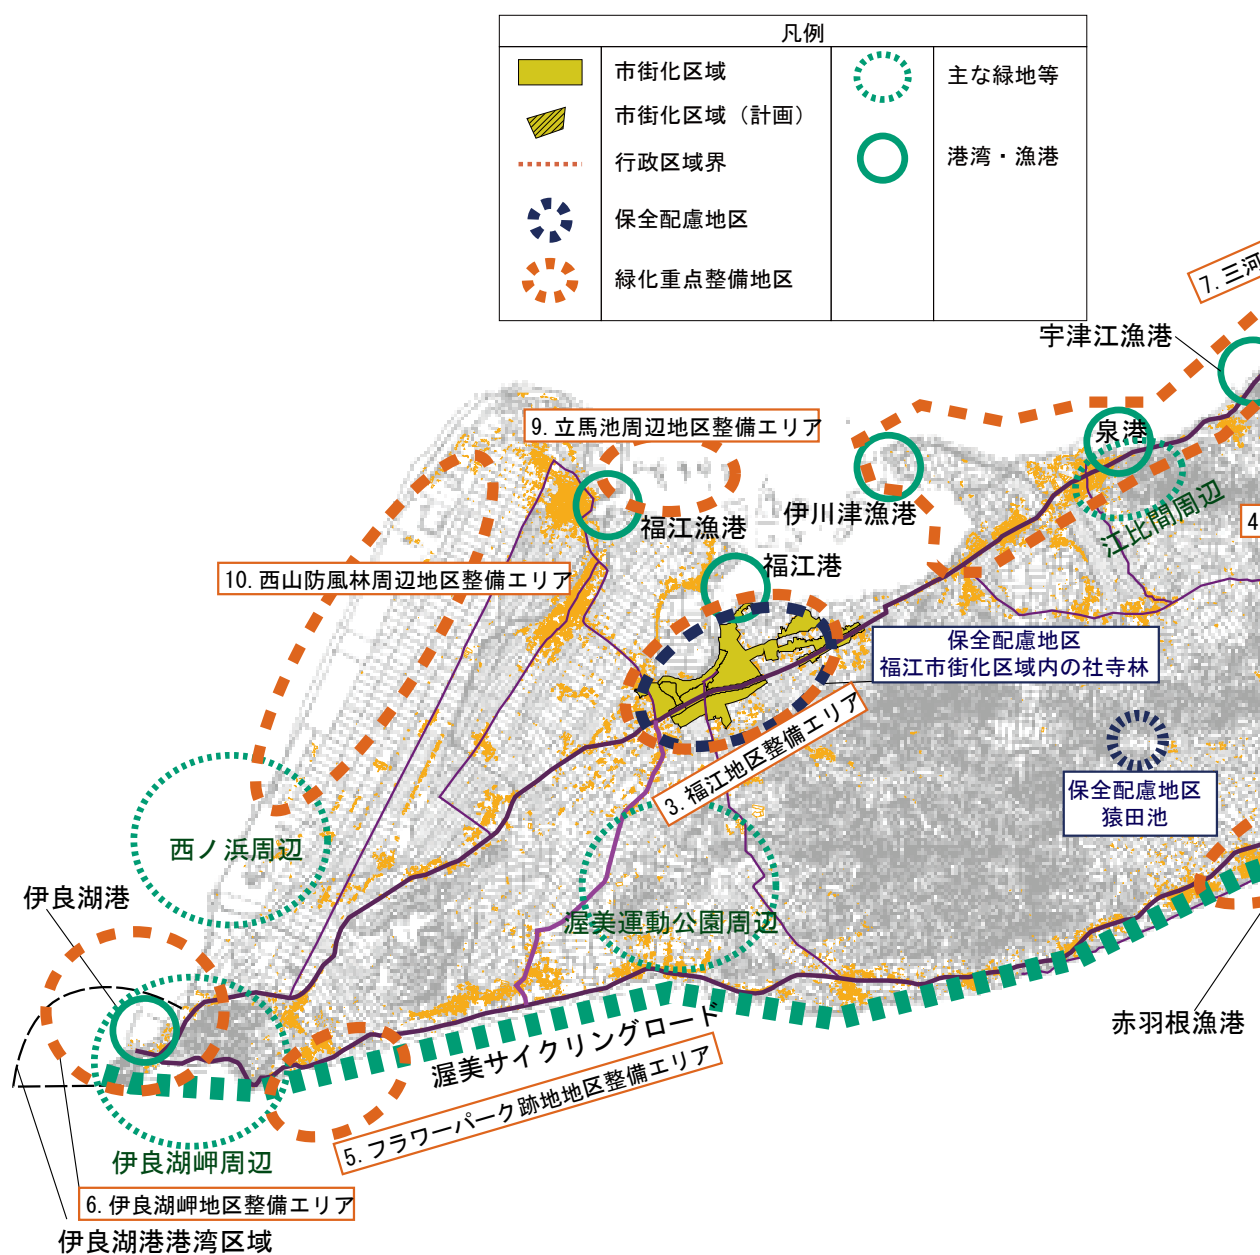 凡例
市街化区域
市街化区域（計画）
行政区域界
保全配慮地区
緑化重点整備地区
主な緑地等
港湾・漁港
7. 三河
宇津江漁港
9. 立馬池周辺地区整備エリア
泉港
福江漁港
伊川津漁港
江比間周辺
4
福江港
10. 西山防風林周辺地区整備エリア
保全配慮地区
福江市街化区域内の社寺林
3. 福江地区整備エリア
保全配慮地区
猿田池
西ノ浜周辺
伊良湖港
渥美運動公園周辺
赤羽根漁港
渥美サイクリングロード
5. フラワーパーク跡地地区整備エリア
伊良湖岬周辺
6. 伊良湖岬地区整備エリア
伊良湖港港湾区域